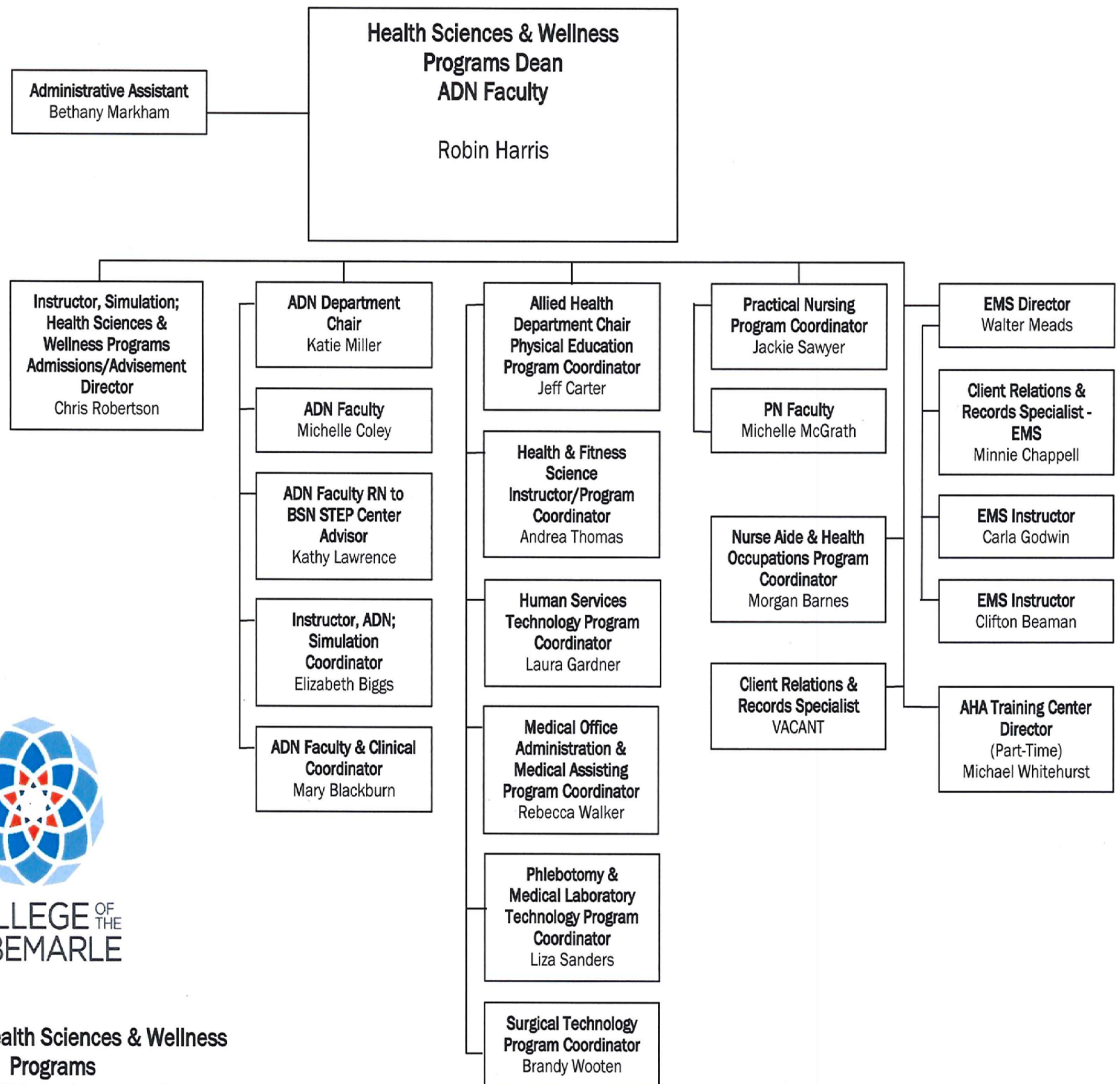 Health Sciences & Wellness
Programs Dean
ADN Faculty
Robin Harris
Administrative Assistant
Bethany Markham
Instructor, Simulation;
Health Sciences &
Wellness Programs
Admissions/Advisement
Director
Chris Robertson
ADN Department
Chair
Katie Miller
ADN Faculty
Michelle Coley
ADN Faculty RN to
BSN STEP Center
Advisor
Kathy Lawrence
Instructor, ADN;
Simulation
Coordinator
Elizabeth Biggs
ADN Faculty & Clinical
Coordinator
Mary Blackburn
Allied Health
Department Chair
Physical Education
Program Coordinator
Jeff Carter
Health & Fitness
Science
Instructor/Program
Coordinator
Andrea Thomas
Human Services
Technology Program
Coordinator
Laura Gardner
Medical Office
Administration &
Medical Assisting
Program Coordinator
Rebecca Walker
Phlebotomy &
Medical Laboratory
Technology Program
Coordinator
Liza Sanders
Surgical Technology
Program Coordinator
Brandy Wooten
Practical Nursing
Program Coordinator
Jackie Sawyer
PN Faculty
Michelle McGrath
Nurse Aide & Health
Occupations Program
Coordinator
Morgan Barnes
Client Relations &
Records Specialist
VACANT
EMS Director
Walter Meads
Client Relations &
Records Specialist -
EMS
Minnie Chappell
EMS Instructor
Carla Godwin
EMS Instructor
Clifton Beaman
AHA Training Center
Director
(Part-Time)
Michael Whitehurst
LLEGE OF THE
BEMARLE
ealth Sciences & Wellness
Programs